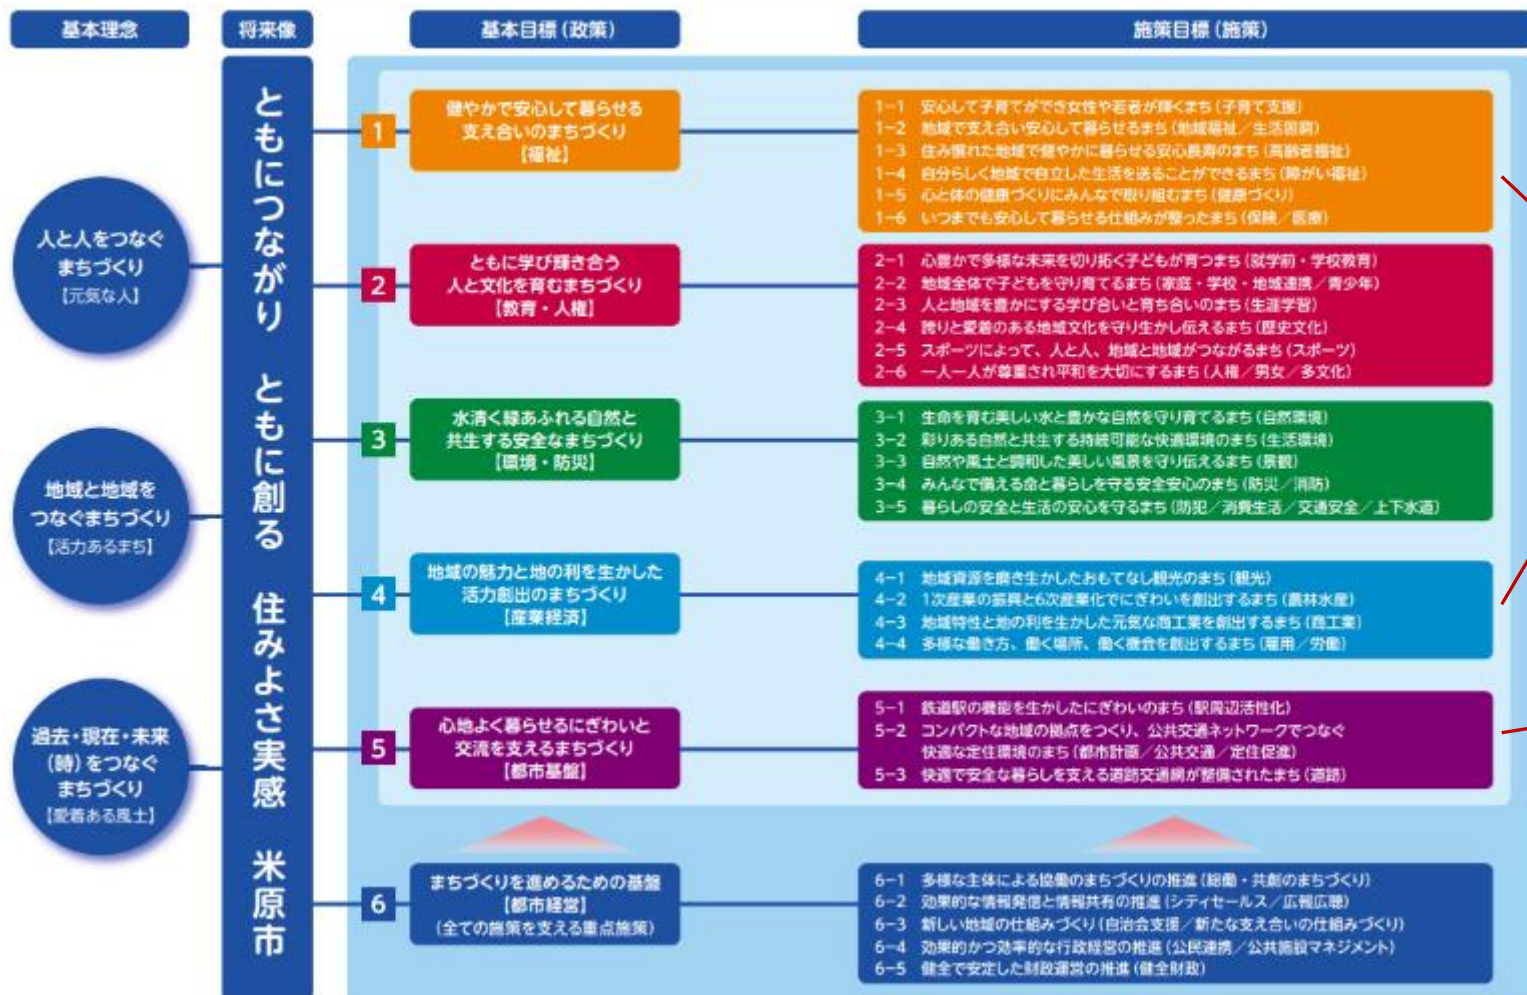 基本理念
将来像
基本目標(政策)
施策目標(施策)
人と人をつなぐ
まちづくり
【元気な人】
地域と地域を
つなぐまちづくり
【活力あるまち】
過去・現在・未来
(時)をつなぐ
まちづくり
【愛着ある風土】
ともにつながり ともに創る 住みよさ実感 米原市
1
健やかで安心して暮らせる
支え合いのまちづくり
【福祉】
1-1 安心して子育てができ女性や若者が輝くまち(子育て支援)
1-2 地域で支え合い安心して暮らせるまち(地域福祉/生活困窮)
1-3 住み慣れた地域で健やかに暮らせる安心長寿のまち(高齢者福祉)
1-4 自分らしく地域で自立した生活を送ることができるまち(障がい福祉)
1-5 心と体の健康づくりにみんなで取り組むまち(健康づくり)
1-6 いつまでも安心して暮らせる仕組みが整ったまち(保険/医療)
2
ともに学び輝き合う
人と文化を育むまちづくり
【教育・人権】
2-1 心豊かで多様な未来を切り拓く子どもが育つまち(就学前・学校教育)
2-2 地域全体で子どもを守り育てるまち(家庭・学校・地域連携/青少年)
2-3 人と地域を豊かにする学び合いと育ち合いのまち(生涯学習)
2-4 誇りと愛着のある地域文化を守り生かし伝えるまち(歴史文化)
2-5 スポーツによって、人と人、地域と地域がつながるまち(スポーツ)
2-6 一人一人が尊重され平和を大切にするまち(人権/男女/多文化)
3
水清く緑あふれる自然と
共生する安全なまちづくり
【環境・防災】
3-1 生命を育む美しい水と豊かな自然を守り育てるまち(自然環境)
3-2 彩りある自然と共生する持続可能な快適環境のまち(生活環境)
3-3 自然や風土と調和した美しい風景を守り伝えるまち(景観)
3-4 みんなで備える命と暮らしを守る安全安心のまち(防災/消防)
3-5 暮らしの安全と生活の安心を守るまち(防犯/消費生活/交通安全/上下水道)
4
地域の魅力と地の利を生かした
活力創出のまちづくり
【産業経済】
4-1 地域資源を磨き生かしたおもてなし観光のまち(観光)
4-2 1次産業の振興と6次産業化でにぎわいを創出するまち(農林水産)
4-3 地域特性と地の利を生かした元気な商工業を創出するまち(商工業)
4-4 多様な働き方、働く場所、働く機会を創出するまち(雇用/労働)
5
心地よく暮らせるにぎわいと
交流を支えるまちづくり
【都市基盤】
5-1 鉄道駅の機能を生かしたにぎわいのまち(駅周辺活性化)
5-2 コンパクトな地域の拠点をつくり、公共交通ネットワークでつなぐ
快適な定住環境のまち(都市計画/公共交通/定住促進)
5-3 快適で安全な暮らしを支える道路交通網が整備されたまち(道路)
6
まちづくりを進めるための基盤
【都市経営】
(全ての施策を支える重点施策)
6-1 多様な主体による協働のまちづくりの推進(総働・共創のまちづくり)
6-2 効果的な情報発信と情報共有の推進(シティセールス/広報広聴)
6-3 新しい地域の仕組みづくり(自治会支援/新たな支え合いの仕組みづくり)
6-4 効果的かつ効率的な行政経営の推進(公民連携/公共施設マネジメント)
6-5 健全で安定した財政運営の推進(健全財政)